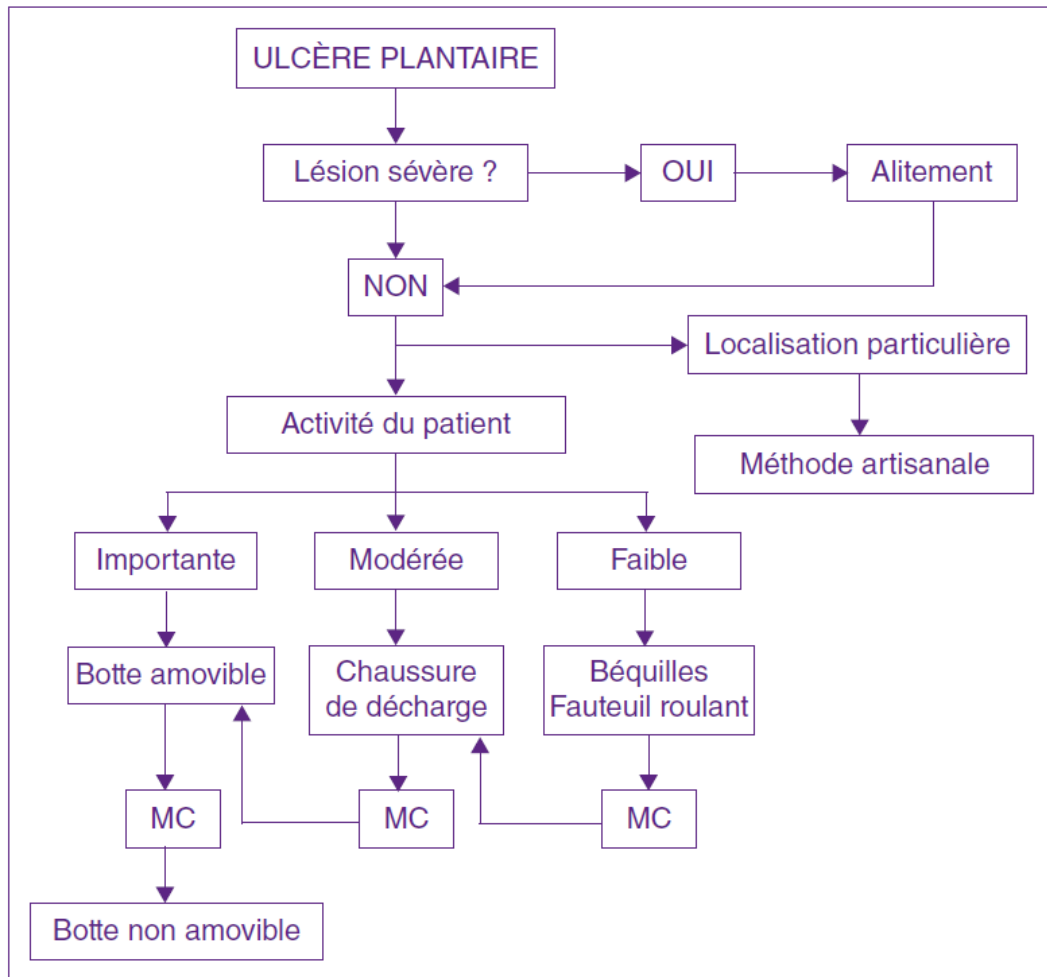 ULCÈRE PLANTAIRE
Lésion sévère ?
OUI
Alitement
NON
Localisation particulière
Activité du patient
Méthode artisanale
Importante
Modérée
Faible
Botte amovible
Chaussure
de décharge
Béquilles
Fauteuil roulant
MC
MC
MC
Botte non amovible